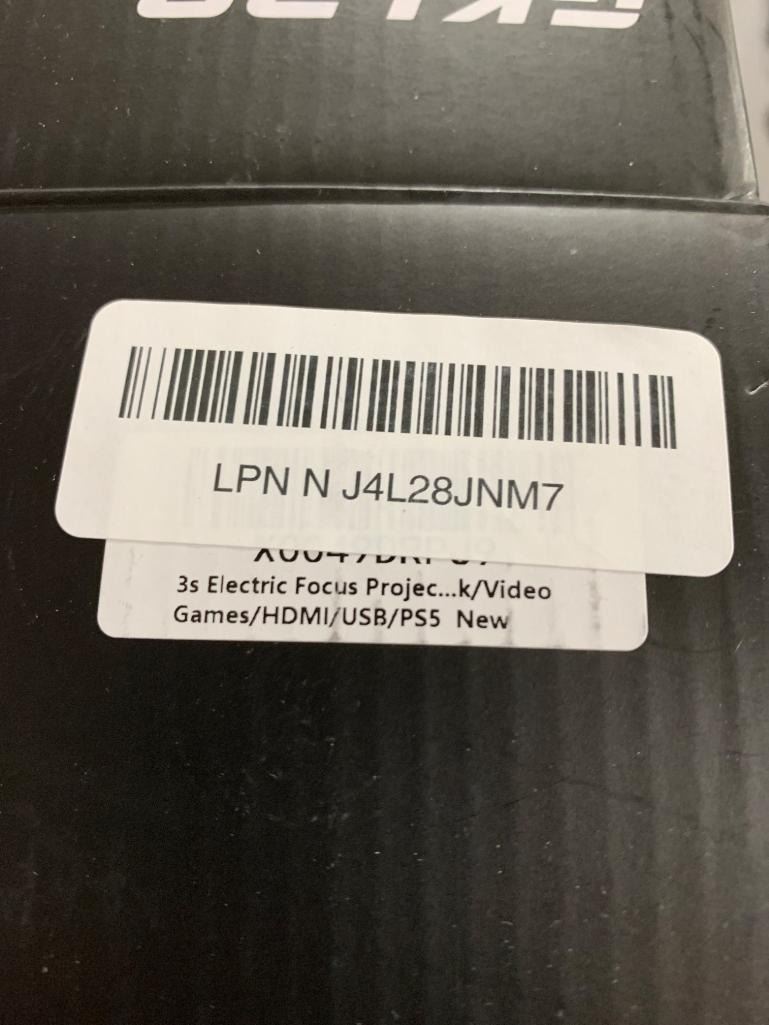 LPN N J4L28JNM7
3s Electric Focus Projec...k/Video
Games/HDMI/USB/PS5 New